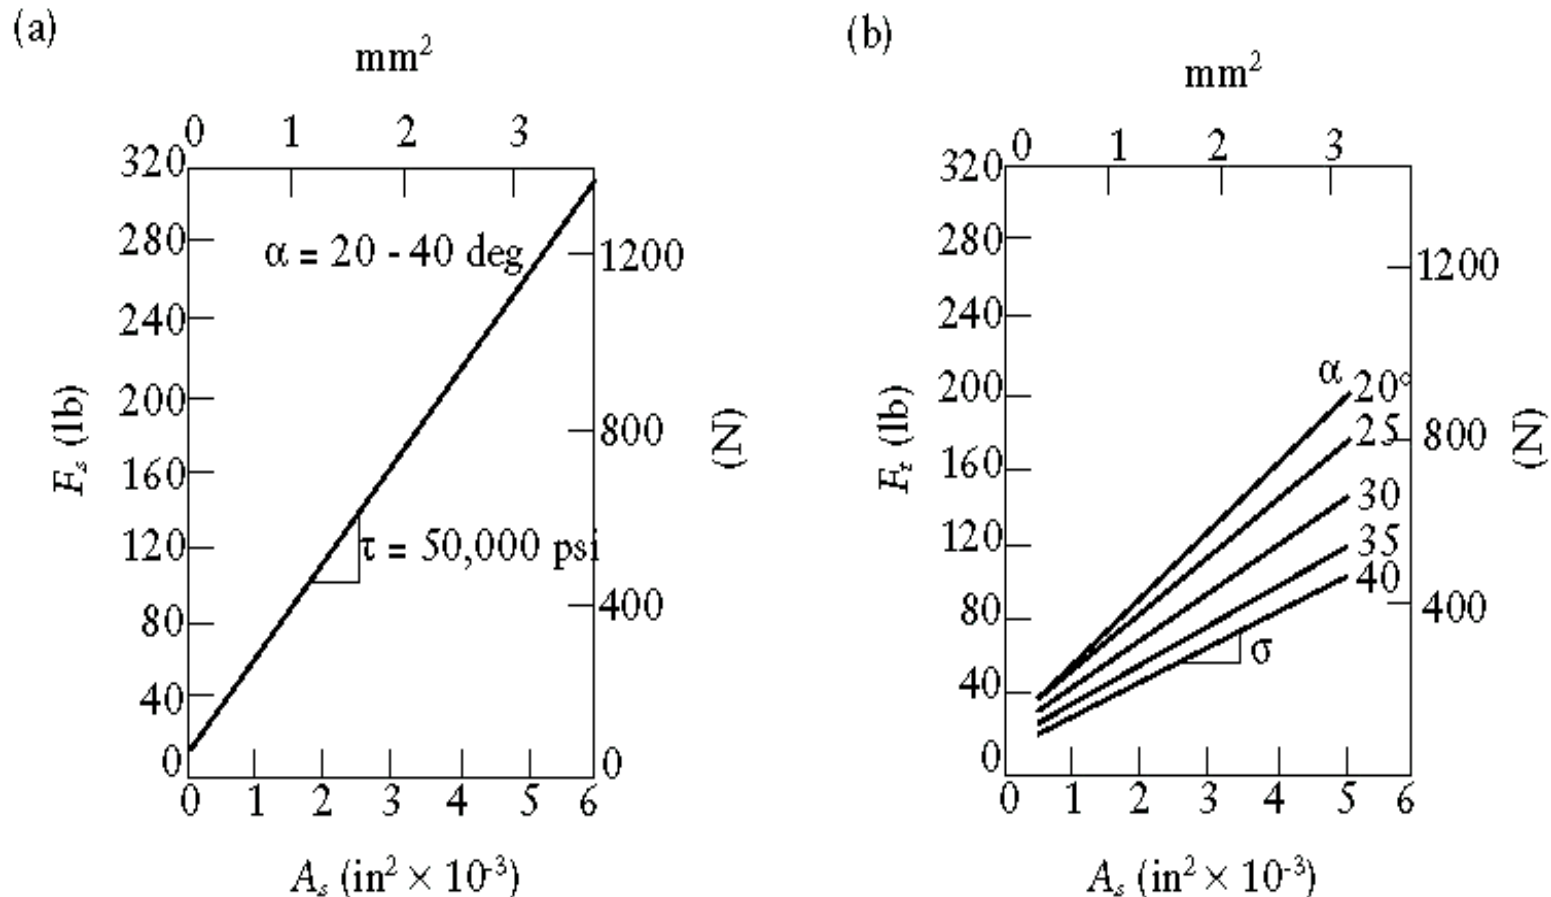 (a)
mm²
0 1 2 3
320
280
240
200
160
120
80
40
0
F_s (lb)
α = 20 - 40 deg
τ = 50,000 psi
1200
800
400
0
(N)
0 1 2 3 4 5 6
A_s (in² × 10⁻³)
(b)
mm²
0 1 2 3
320
280
240
200
160
120
80
40
0
F_t (lb)
α
20°
25
30
35
40
σ
1200
800
400
(N)
0 1 2 3 4 5 6
A_s (in² × 10⁻³)